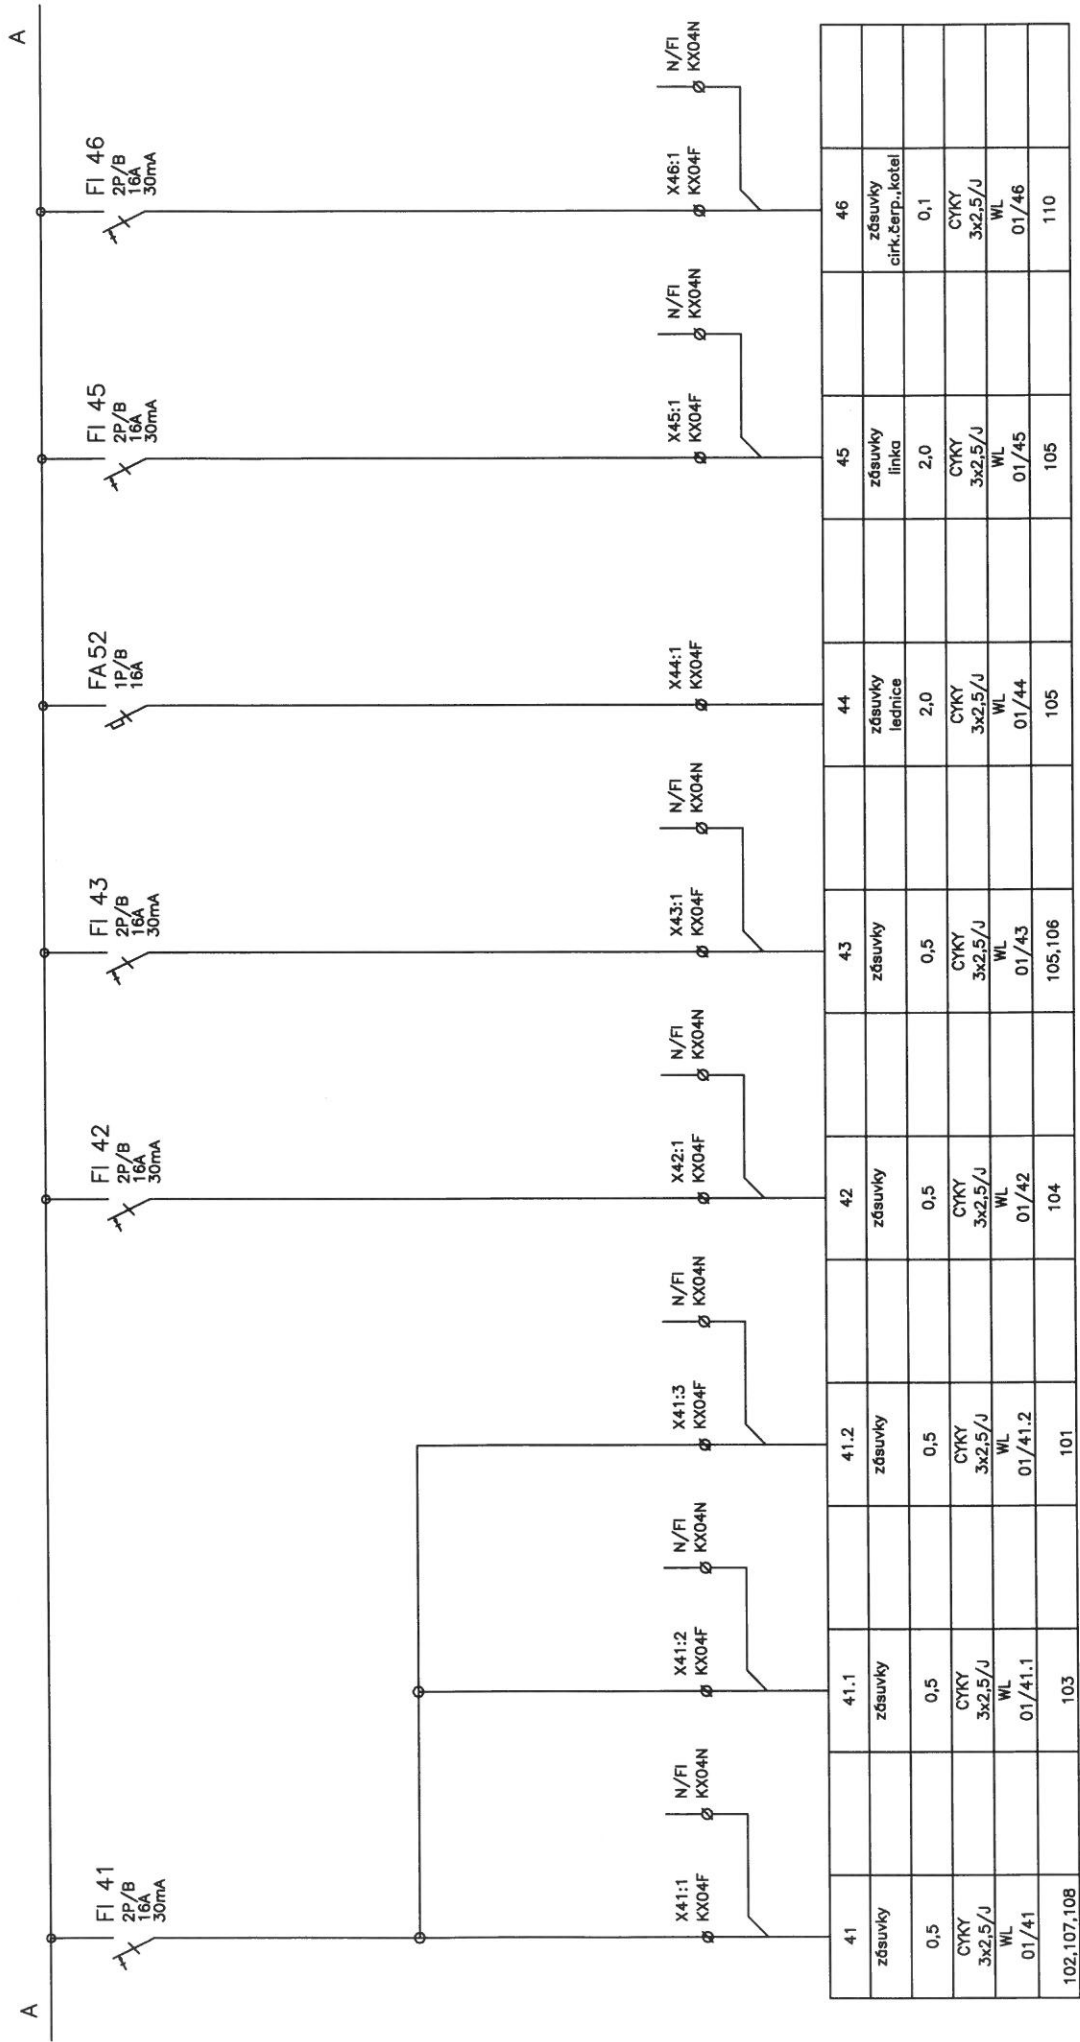 A
A
FI 41
2P/B
16A
30mA
FI 42
2P/B
16A
30mA
FI 43
2P/B
16A
30mA
FA52
1P/B
16A
FI 45
2P/B
16A
30mA
FI 46
2P/B
16A
30mA
X41:1
KX04F
N/FI
KX04N
X41:2
KX04F
N/FI
KX04N
X41:3
KX04F
N/FI
KX04N
X42:1
KX04F
N/FI
KX04N
X43:1
KX04F
N/FI
KX04N
X44:1
KX04F
X45:1
KX04F
N/FI
KX04N
X46:1
KX04F
N/FI
KX04N
41 41.1 41.2 42 43 44 45 46
zásuvky zásuvky zásuvky zásuvky zásuvky zásuvky zásuvky zásuvky
lednice linka cirk.čerp.,kotel
0,5 0,5 0,5 0,5 0,5 2,0 2,0 0,1
CYKY CYKY CYKY CYKY CYKY CYKY CYKY CYKY
3x2,5/J 3x2,5/J 3x2,5/J 3x2,5/J 3x2,5/J 3x2,5/J 3x2,5/J 3x2,5/J
WL WL WL WL WL WL WL WL
01/41 01/41.1 01/41.2 01/42 01/43 01/44 01/45 01/46
102,107,108 103 101 104 105,106 105 105 110